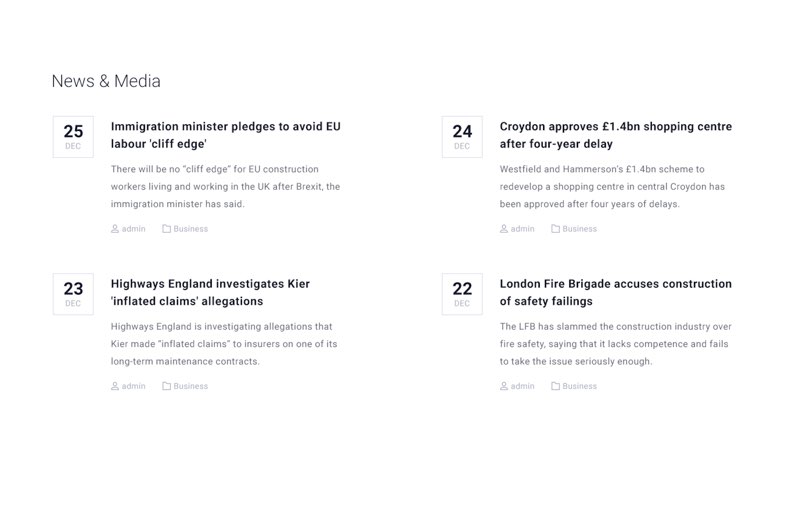 News & Media
25
DEC
Immigration minister pledges to avoid EU
labour 'cliff edge'
There will be no “cliff edge” for EU construction
workers living and working in the UK after Brexit, the
immigration minister has said.
admin Business
24
DEC
Croydon approves £1.4bn shopping centre
after four-year delay
Westfield and Hammerson's £1.4bn scheme to
redevelop a shopping centre in central Croydon has
been approved after four years of delays.
admin Business
23
DEC
Highways England investigates Kier
'inflated claims' allegations
Highways England is investigating allegations that
Kier made “inflated claims” to insurers on one of its
long-term maintenance contracts.
admin Business
22
DEC
London Fire Brigade accuses construction
of safety failings
The LFB has slammed the construction industry over
fire safety, saying that it lacks competence and fails
to take the issue seriously enough.
admin Business